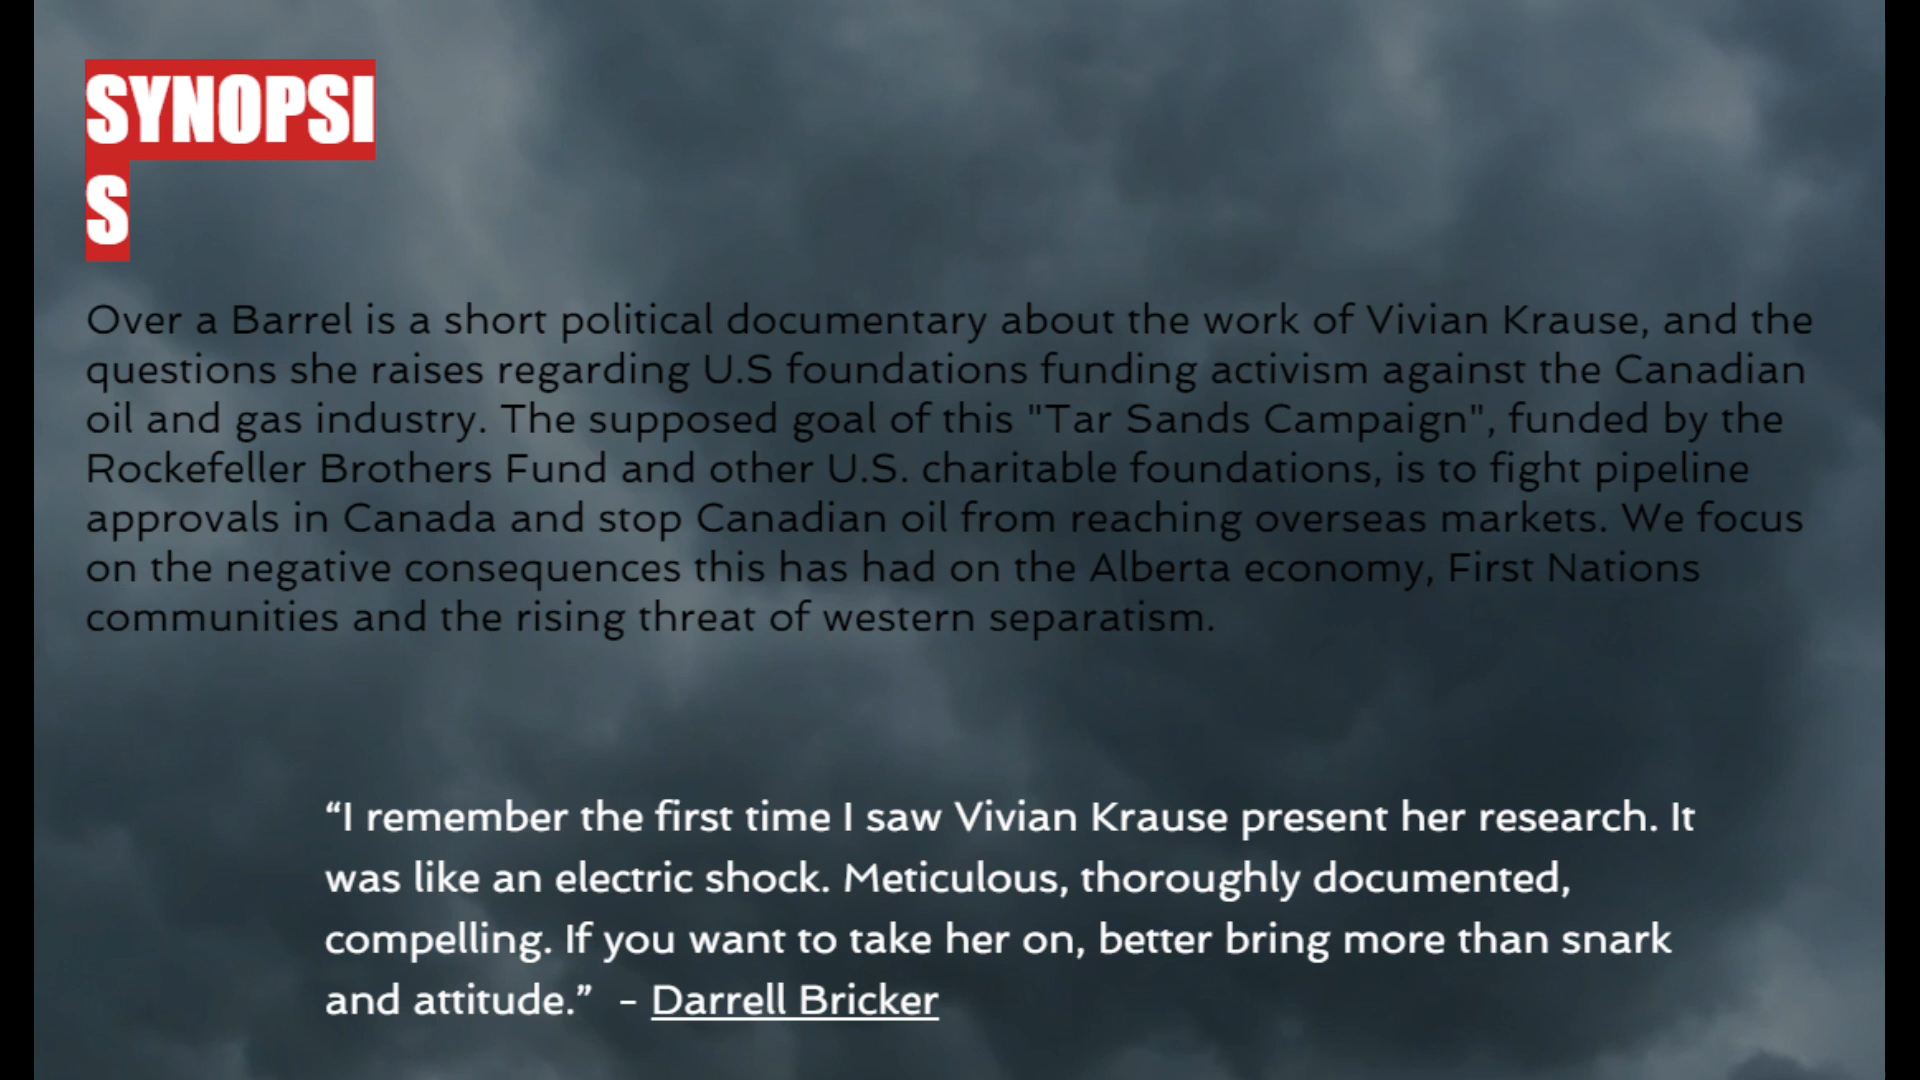 SYNOPSI
S
Over a Barrel is a short political documentary about the work of Vivian Krause, and the
questions she raises regarding U.S foundations funding activism against the Canadian
oil and gas industry. The supposed goal of this "Tar Sands Campaign", funded by the
Rockefeller Brothers Fund and other U.S. charitable foundations, is to fight pipeline
approvals in Canada and stop Canadian oil from reaching overseas markets. We focus
on the negative consequences this has had on the Alberta economy, First Nations
communities and the rising threat of western separatism.
“I remember the first time I saw Vivian Krause present her research. It
was like an electric shock. Meticulous, thoroughly documented,
compelling. If you want to take her on, better bring more than snark
and attitude.” – Darrell Bricker